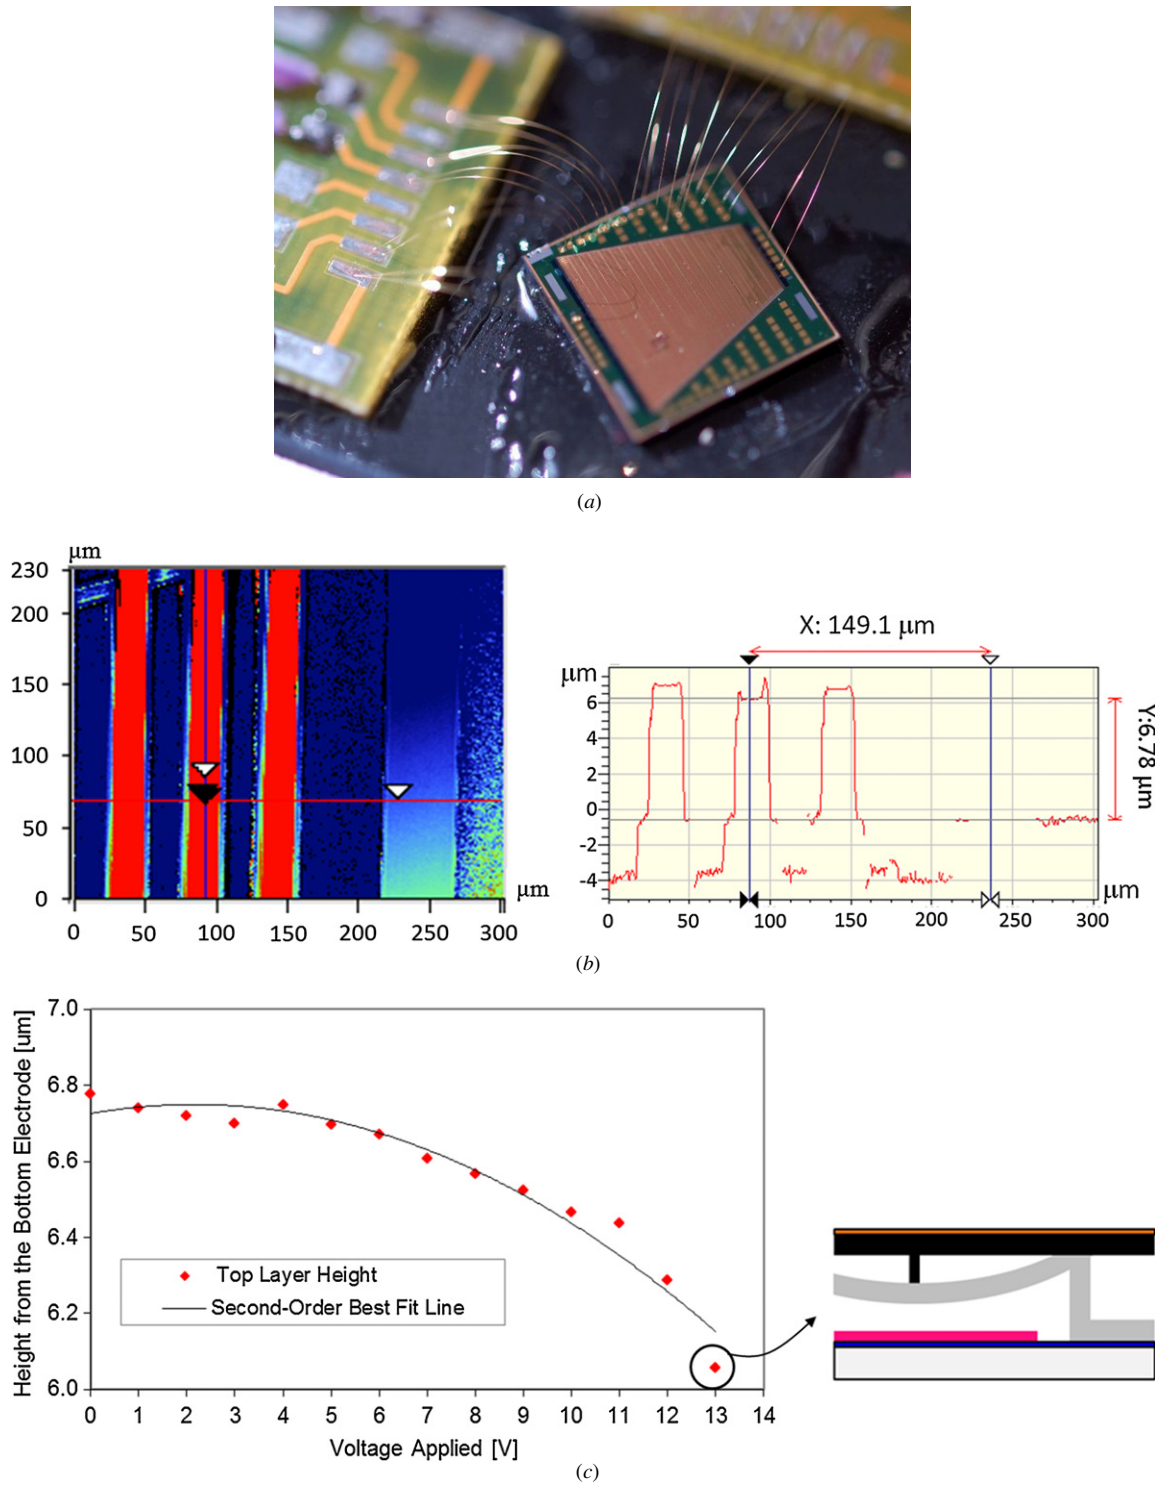 (a)
μm
230
200
150
100
50
0
μm
0 50 100 150 200 250 300
X: 149.1 μm
μm
6
4
2
0
-2
-4
Y:6.78 μm
μm
0 50 100 150 200 250 300
(b)
Height from the Bottom Electrode [um]
7.0
6.8
6.6
6.4
6.2
6.0
Top Layer Height
Second-Order Best Fit Line
0 1 2 3 4 5 6 7 8 9 10 11 12 13 14
Voltage Applied [V]
(c)